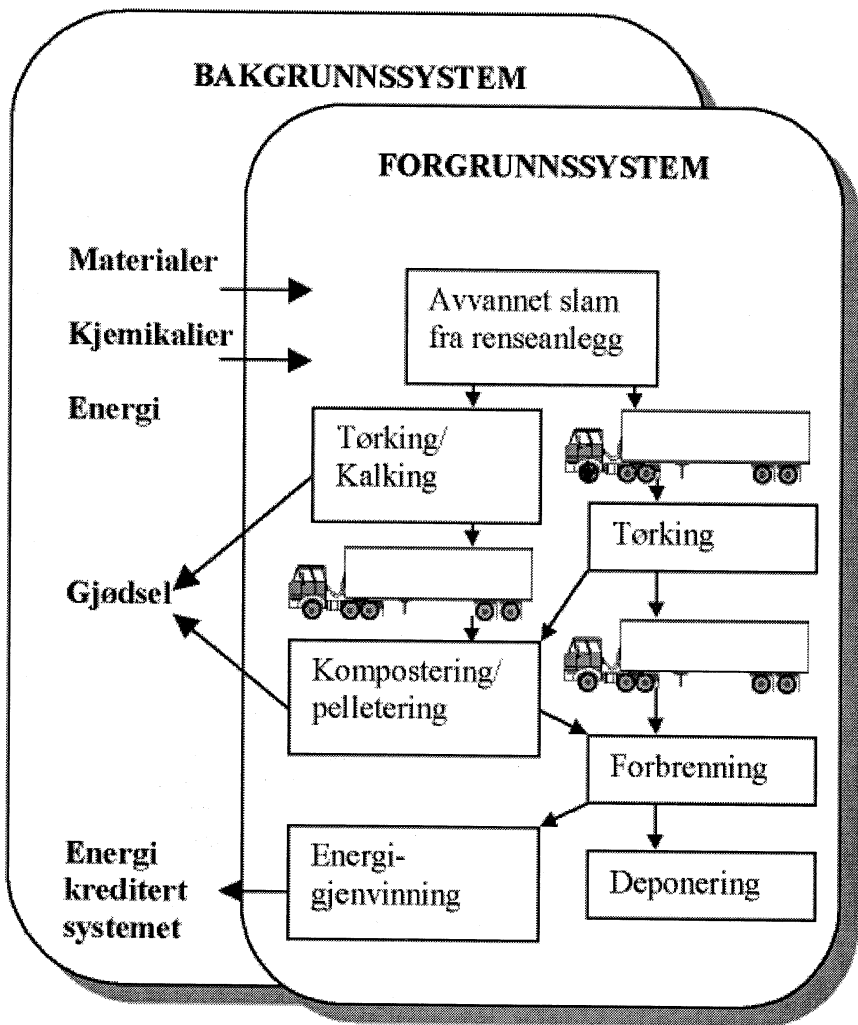 BAKGRUNNSSYSTEM
FORGRUNNSSYSTEM
Materialer
Kjemikalier
Energi
Avvannet slam
fra renseanlegg
Tørking/
Kalking
Tørking
Gjødsel
Kompostering/
pelletering
Forbrenning
Energi
kreditert
systemet
Energi-
gjenvinning
Deponering